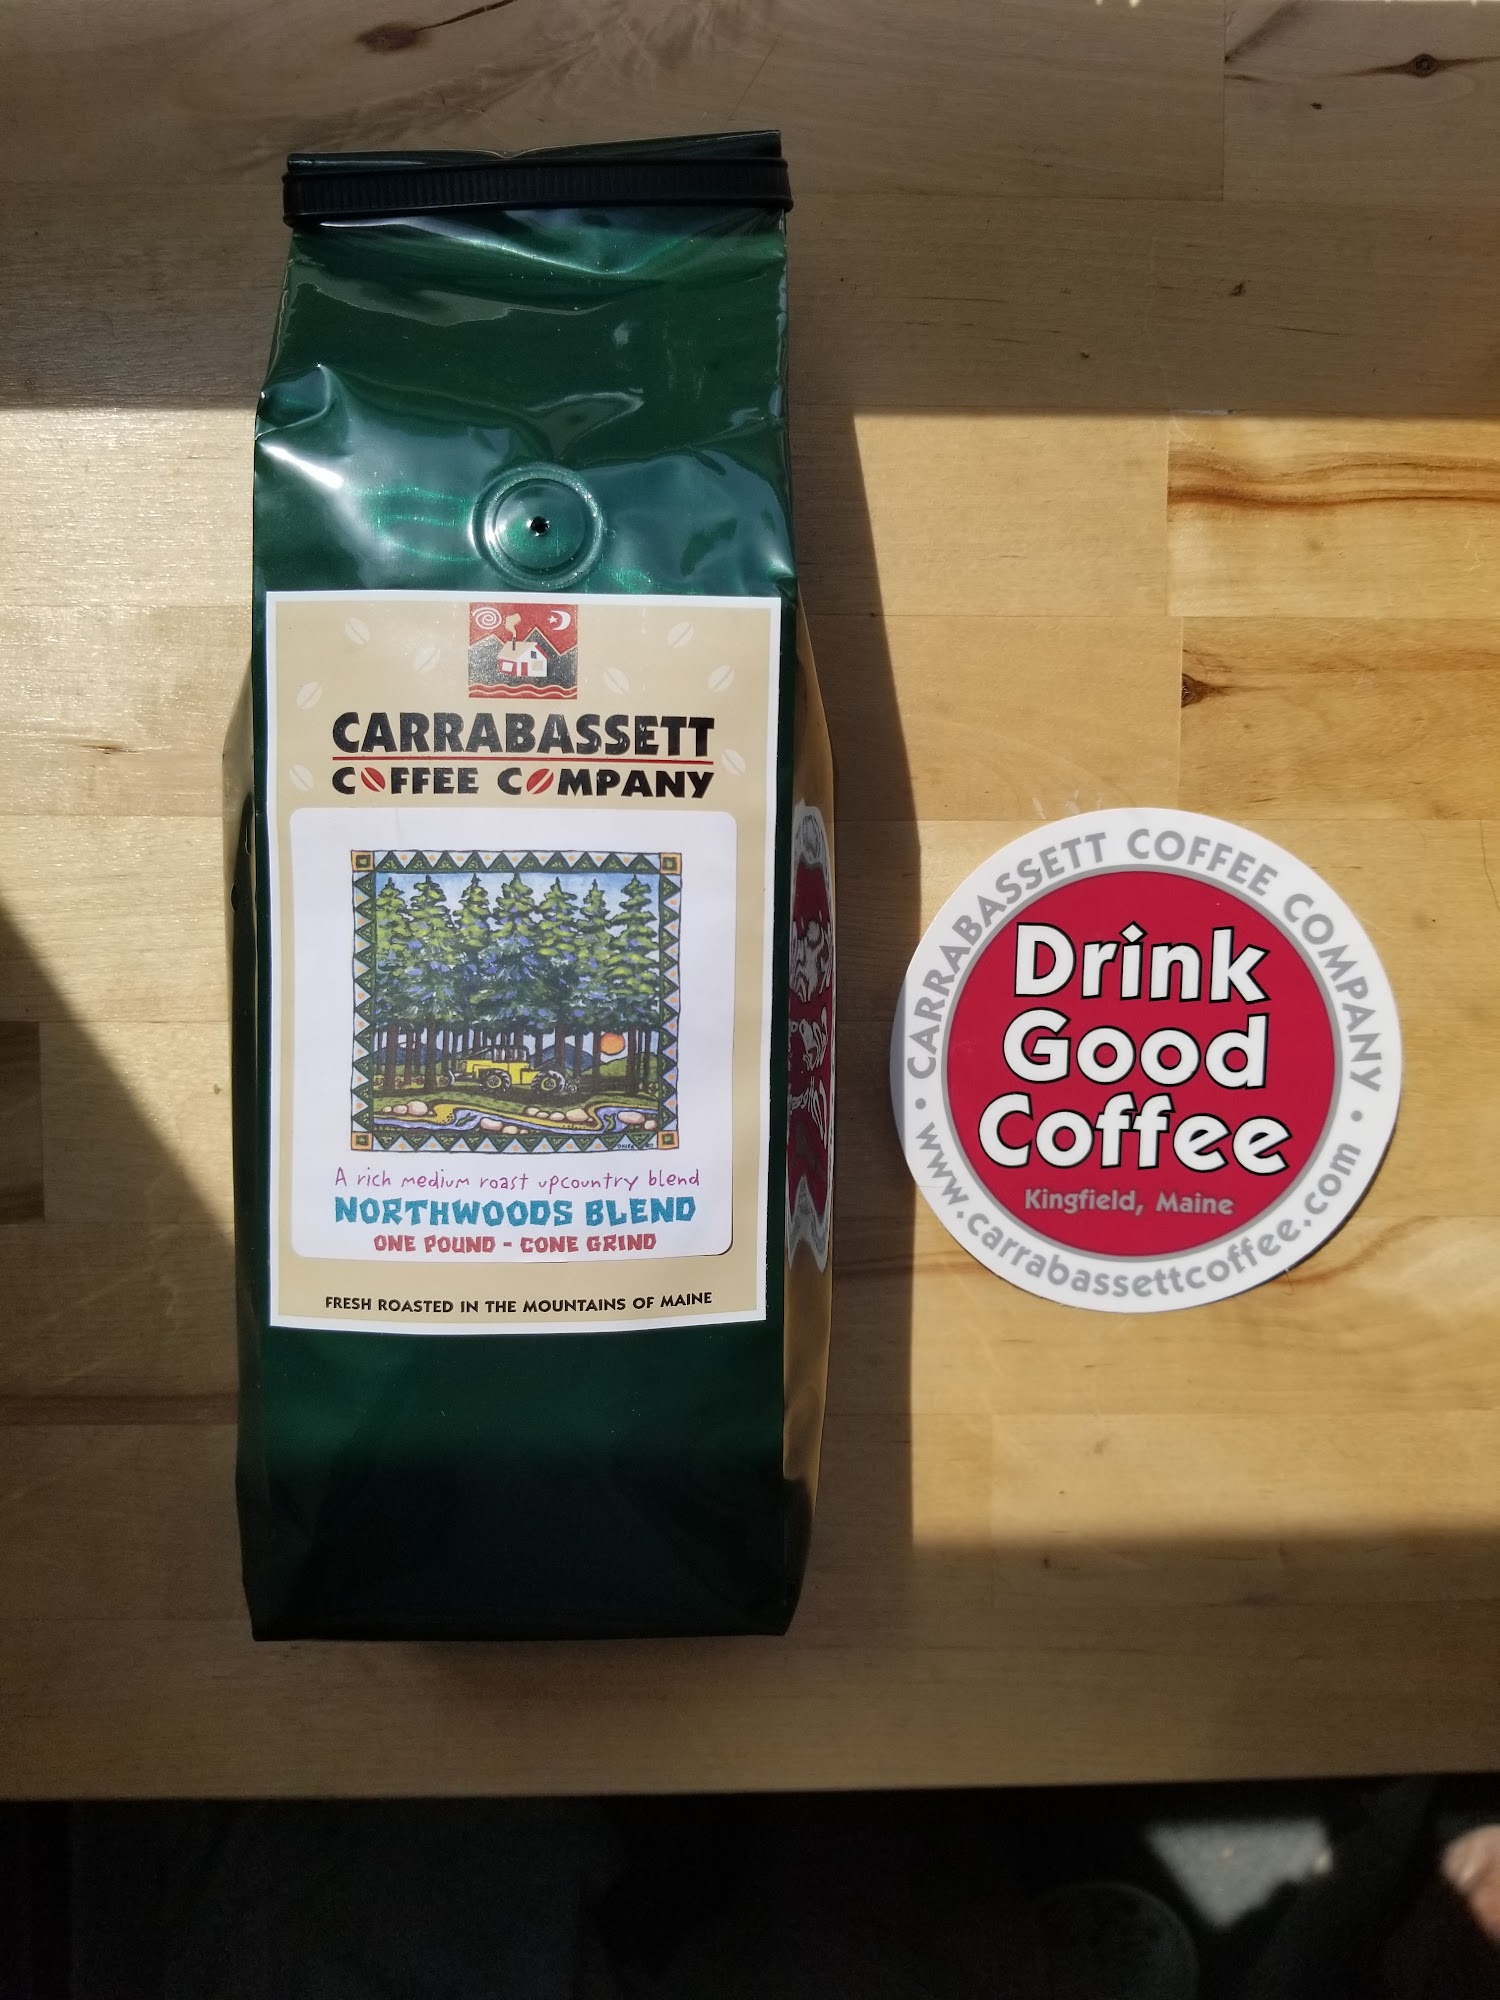 CARRABASSETT
COFFEE COMPANY
A rich medium roast upcountry blend
NORTHWOODS BLEND
ONE POUND - CONE GRIND
FRESH ROASTED IN THE MOUNTAINS OF MAINE
CARRABASSETT COFFEE COMPANY
Drink
Good
Coffee
Kingfield, Maine
• www.carrabassettcoffee.com •